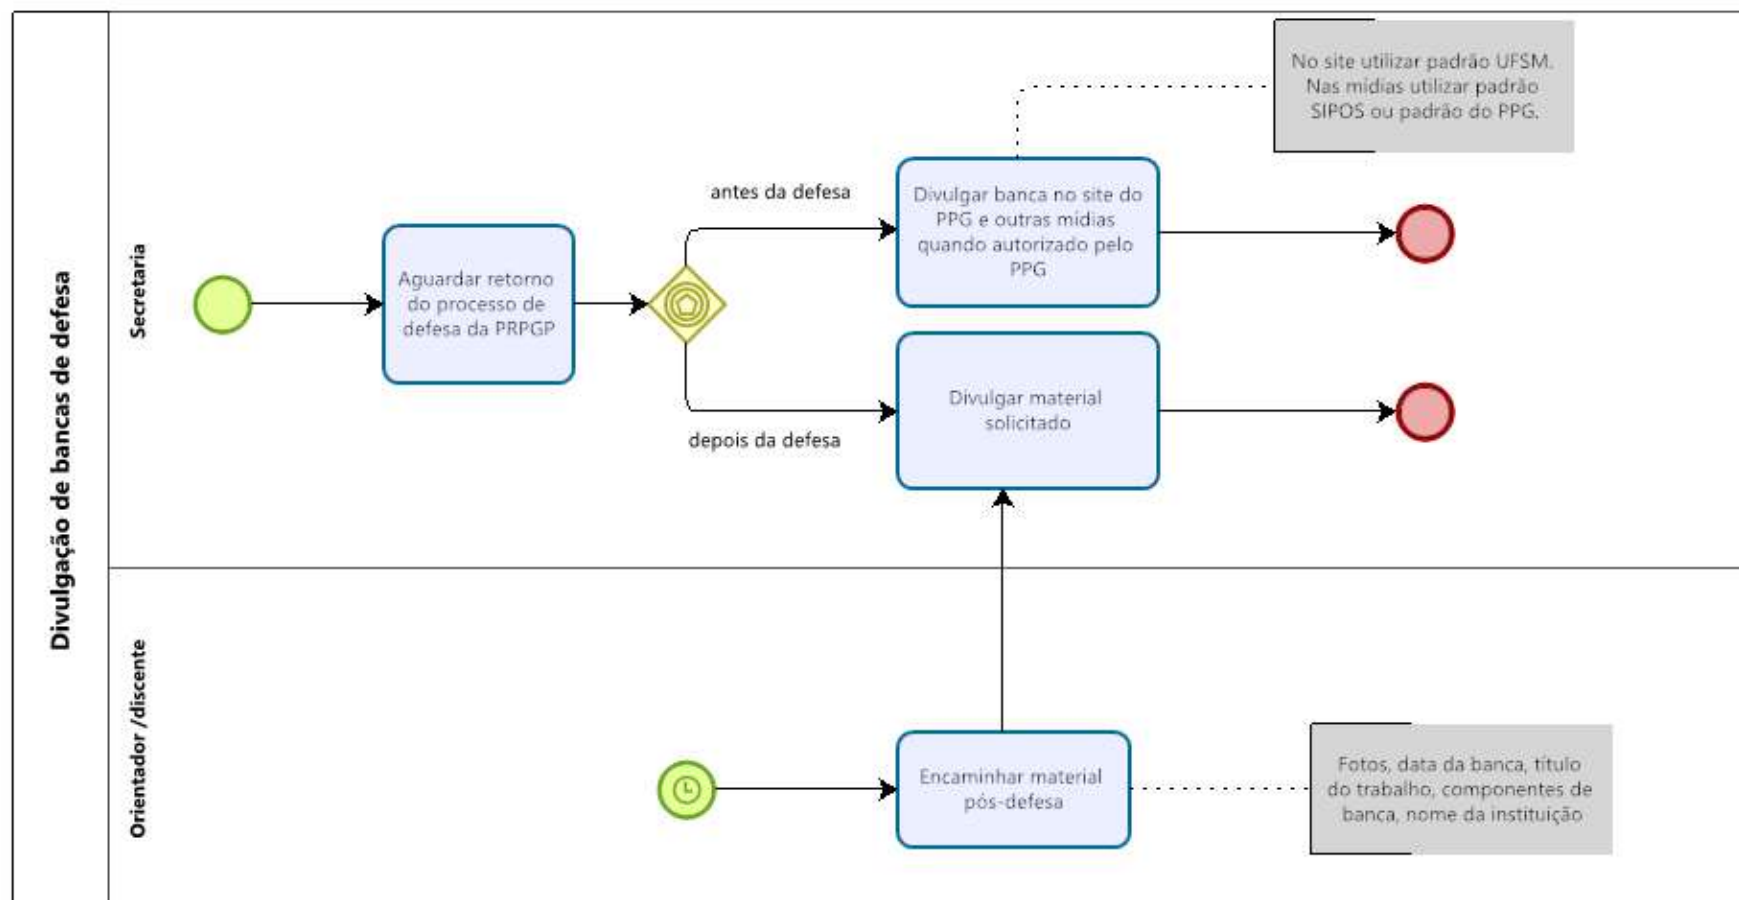 Divulgação de bancas de defesa
Secretaria
Aguardar retorno
do processo de
defesa da PRPGP
antes da defesa
depois da defesa
Divulgar banca no site do
PPG e outras mídias
quando autorizado pelo
PPG
No site utilizar padrão UFSM.
Nas mídias utilizar padrão
SIPOS ou padrão do PPG.
Divulgar material
solicitado
Orientador /discente
Encaminhar material
pós-defesa
Fotos, data da banca, título
do trabalho, componentes de
banca, nome da instituição